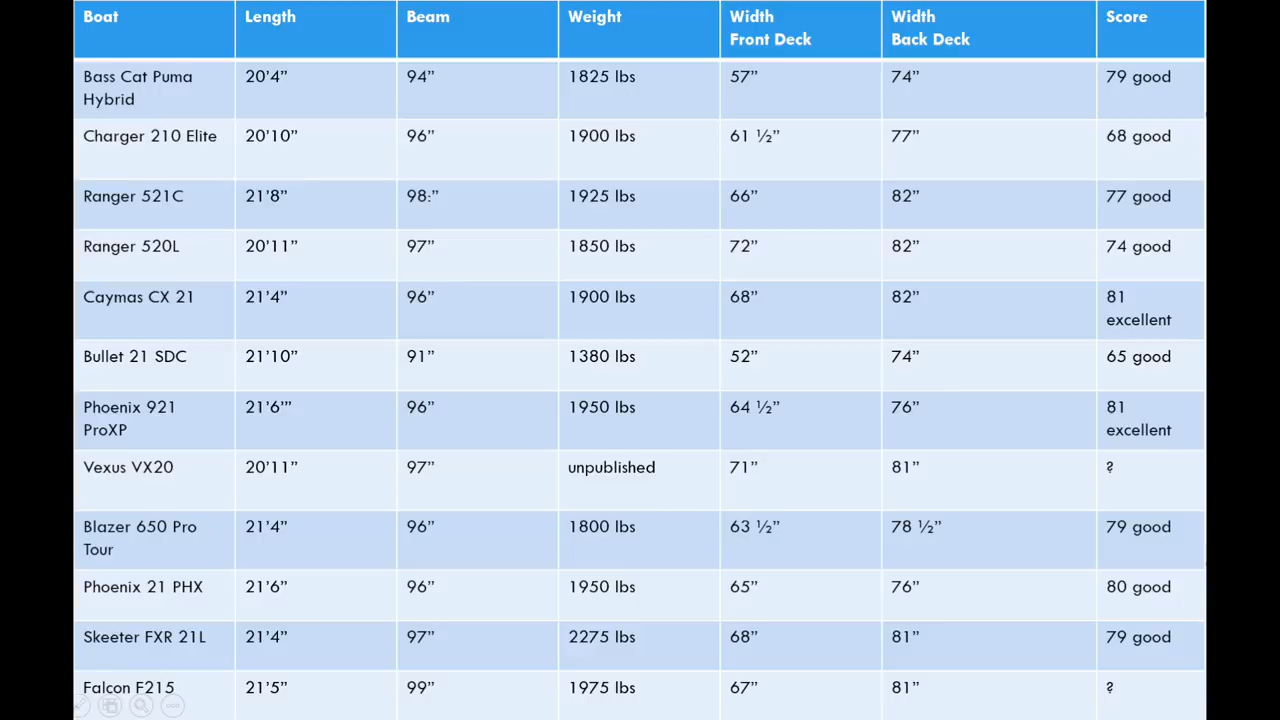 Boat Length Beam Weight Width Width Score
Front Deck Back Deck
Bass Cat Puma 20’4” 94” 1825 lbs 57” 74” 79 good
Hybrid
Charger 210 Elite 20’10” 96” 1900 lbs 61 ½” 77” 68 good
Ranger 521C 21’8” 98:” 1925 lbs 66” 82” 77 good
Ranger 520L 20’11” 97” 1850 lbs 72” 82” 74 good
Caymas CX 21 21’4” 96” 1900 lbs 68” 82” 81
excellent
Bullet 21 SDC 21’10” 91” 1380 lbs 52” 74” 65 good
Phoenix 921 21’6’” 96” 1950 lbs 64 ½” 76” 81
ProXP excellent
Vexus VX20 20’11” 97” unpublished 71” 81” ?
Blazer 650 Pro 21’4” 96” 1800 lbs 63 ½” 78 ½” 79 good
Tour
Phoenix 21 PHX 21’6” 96” 1950 lbs 65” 76” 80 good
Skeeter FXR 21L 21’4” 97” 2275 lbs 68” 81” 79 good
Falcon F215 21’5” 99” 1975 lbs 67” 81” ?